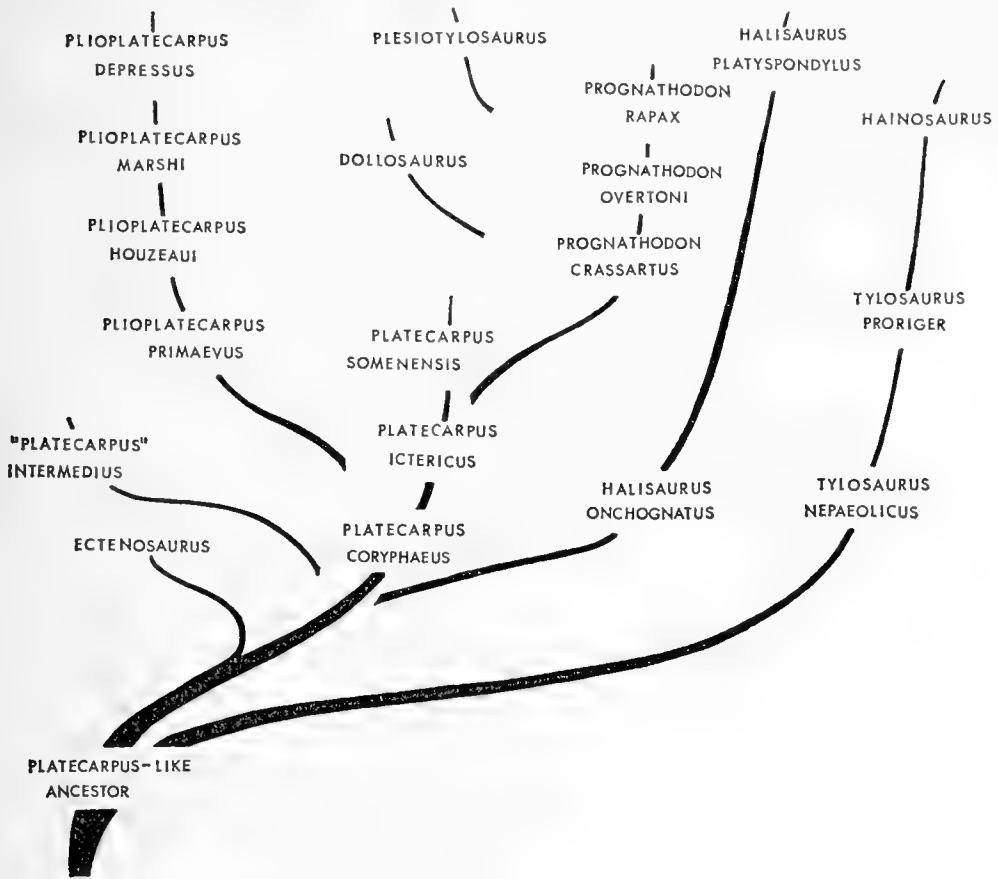 PLIOPLATECARPUS
DEPRESSUS
PLESIOTYLOSAURUS
HALISAURUS
PLATYSPONDYLUS
PROGNATHODON
RAPAX
HAINOSAURUS
PLIOPLATECARPUS
MARSHI
DOLLOSAURUS
PROGNATHODON
OVERTONI
PLIOPLATECARPUS
HOUZEAUI
PROGNATHODON
CRASSARTUS
TYLOSAURUS
PRORIGER
PLIOPLATECARPUS
PRIMAEVUS
PLATECARPUS
SOMENENSIS
"PLATECARPUS"
INTERMEDIUS
PLATECARPUS
ICTERICUS
HALISAURUS
ONCHOGNATUS
TYLOSAURUS
NEPAEOLICUS
ECTENOSAURUS
PLATECARPUS
CORYPHAEUS
PLATECARPUS-LIKE
ANCESTOR